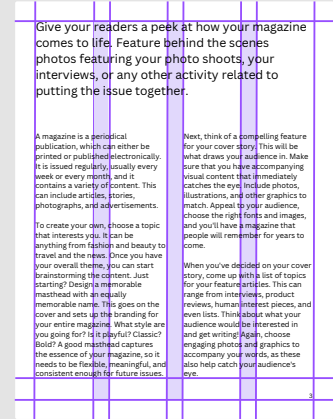 Give your readers a peek at how your magazine
comes to life. Feature behind the scenes
photos featuring your photo shoots, your
interviews, or any other activity related to
putting the issue together.
A magazine is a periodical
publication, which can either be
printed or published electronically.
It is issued regularly, usually every
week or every month, and it
contains a variety of content. This
can include articles, stories,
photographs, and advertisements.
To create your own, choose a topic
that interests you. It can be
anything from fashion and beauty to
travel and the news. Once you have
your overall theme, you can start
brainstorming the content. Just
starting? Design a memorable
masthead with an equally
memorable name. This goes on the
cover and sets up the branding for
your entire magazine. What style are
you going for? Is it playful? Classic?
Bold? A good masthead captures
the essence of your magazine, so it
needs to be flexible, meaningful, and
consistent enough for future issues.
Next, think of a compelling feature
for your cover story. This will be
what draws your audience in. Make
sure that you have accompanying
visual content that immediately
catches the eye. Include photos,
illustrations, and other graphics to
match. Appeal to your audience,
choose the right fonts and images,
and you'll have a magazine that
people will remember for years to
come.
When you've decided on your cover
story, come up with a list of topics
for your feature articles. This can
range from interviews, product
reviews, human interest pieces, and
even lists. Think about what your
audience would be interested in
and get writing! Again, choose
engaging photos and graphics to
accompany your words, as these
also help catch your audience's
eye.
3